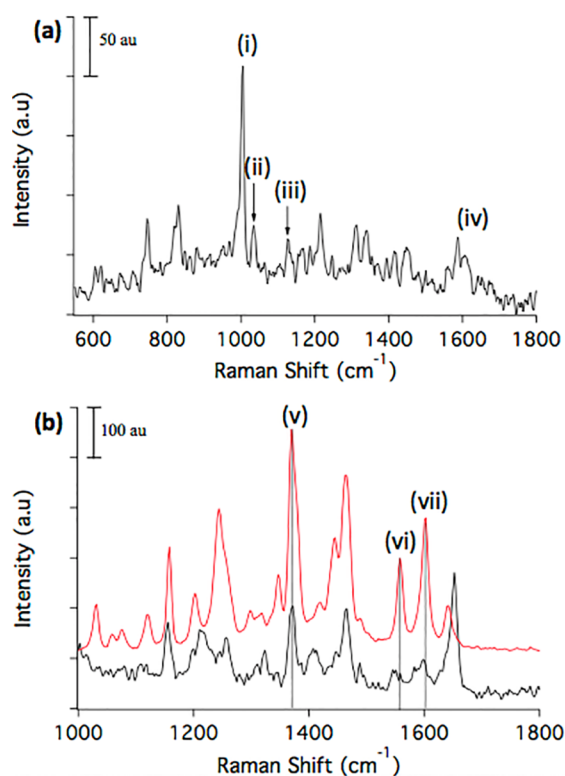 (a)
50 au
(i)
(ii)
(iii)
(iv)
Intensity (a.u)
600 800 1000 1200 1400 1600 1800
Raman Shift (cm⁻¹)
(b)
100 au
(v)
(vi)
(vii)
Intensity (a.u)
1000 1200 1400 1600 1800
Raman Shift (cm⁻¹)